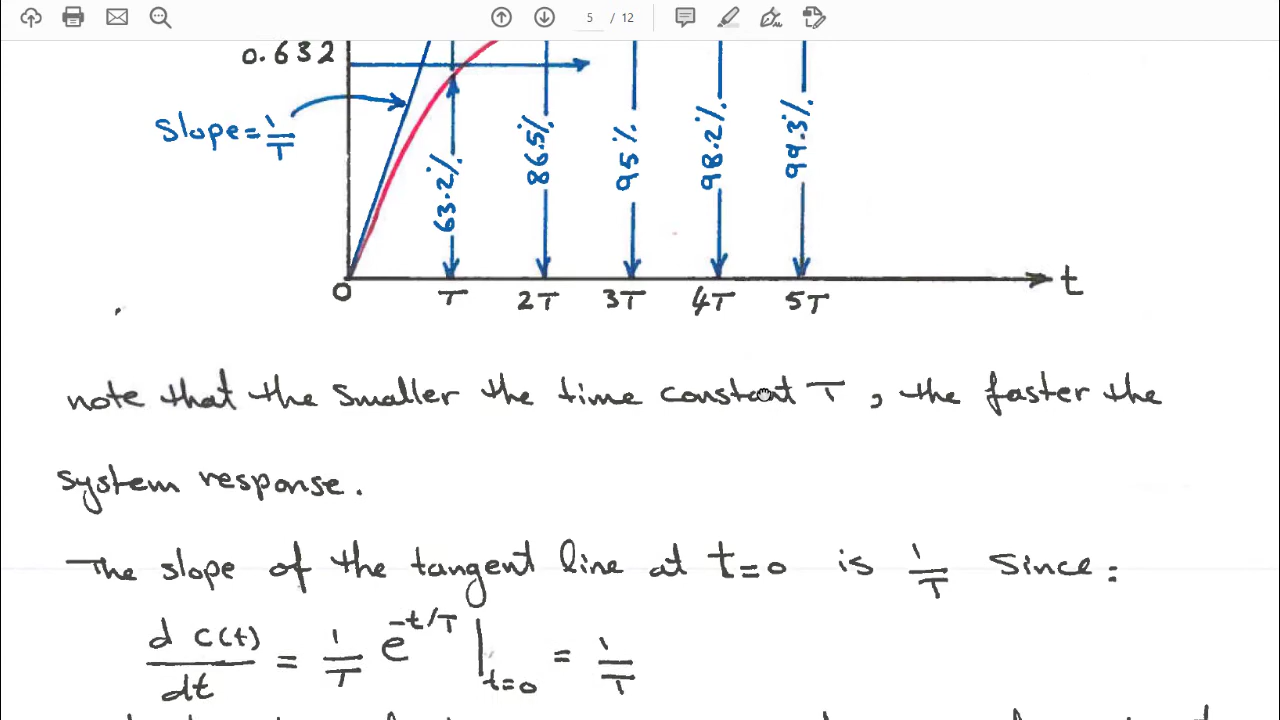 5 / 12
0.632
Slope = 1/T
63.2%
86.5%
95%
98.2%
99.3%
0 T 2T 3T 4T 5T t
note that the smaller the time constant T, the faster the
system response.
The slope of the tangent line at t=0 is 1/T since:
d c(t)/dt = 1/T e^-t/T |t=0 = 1/T